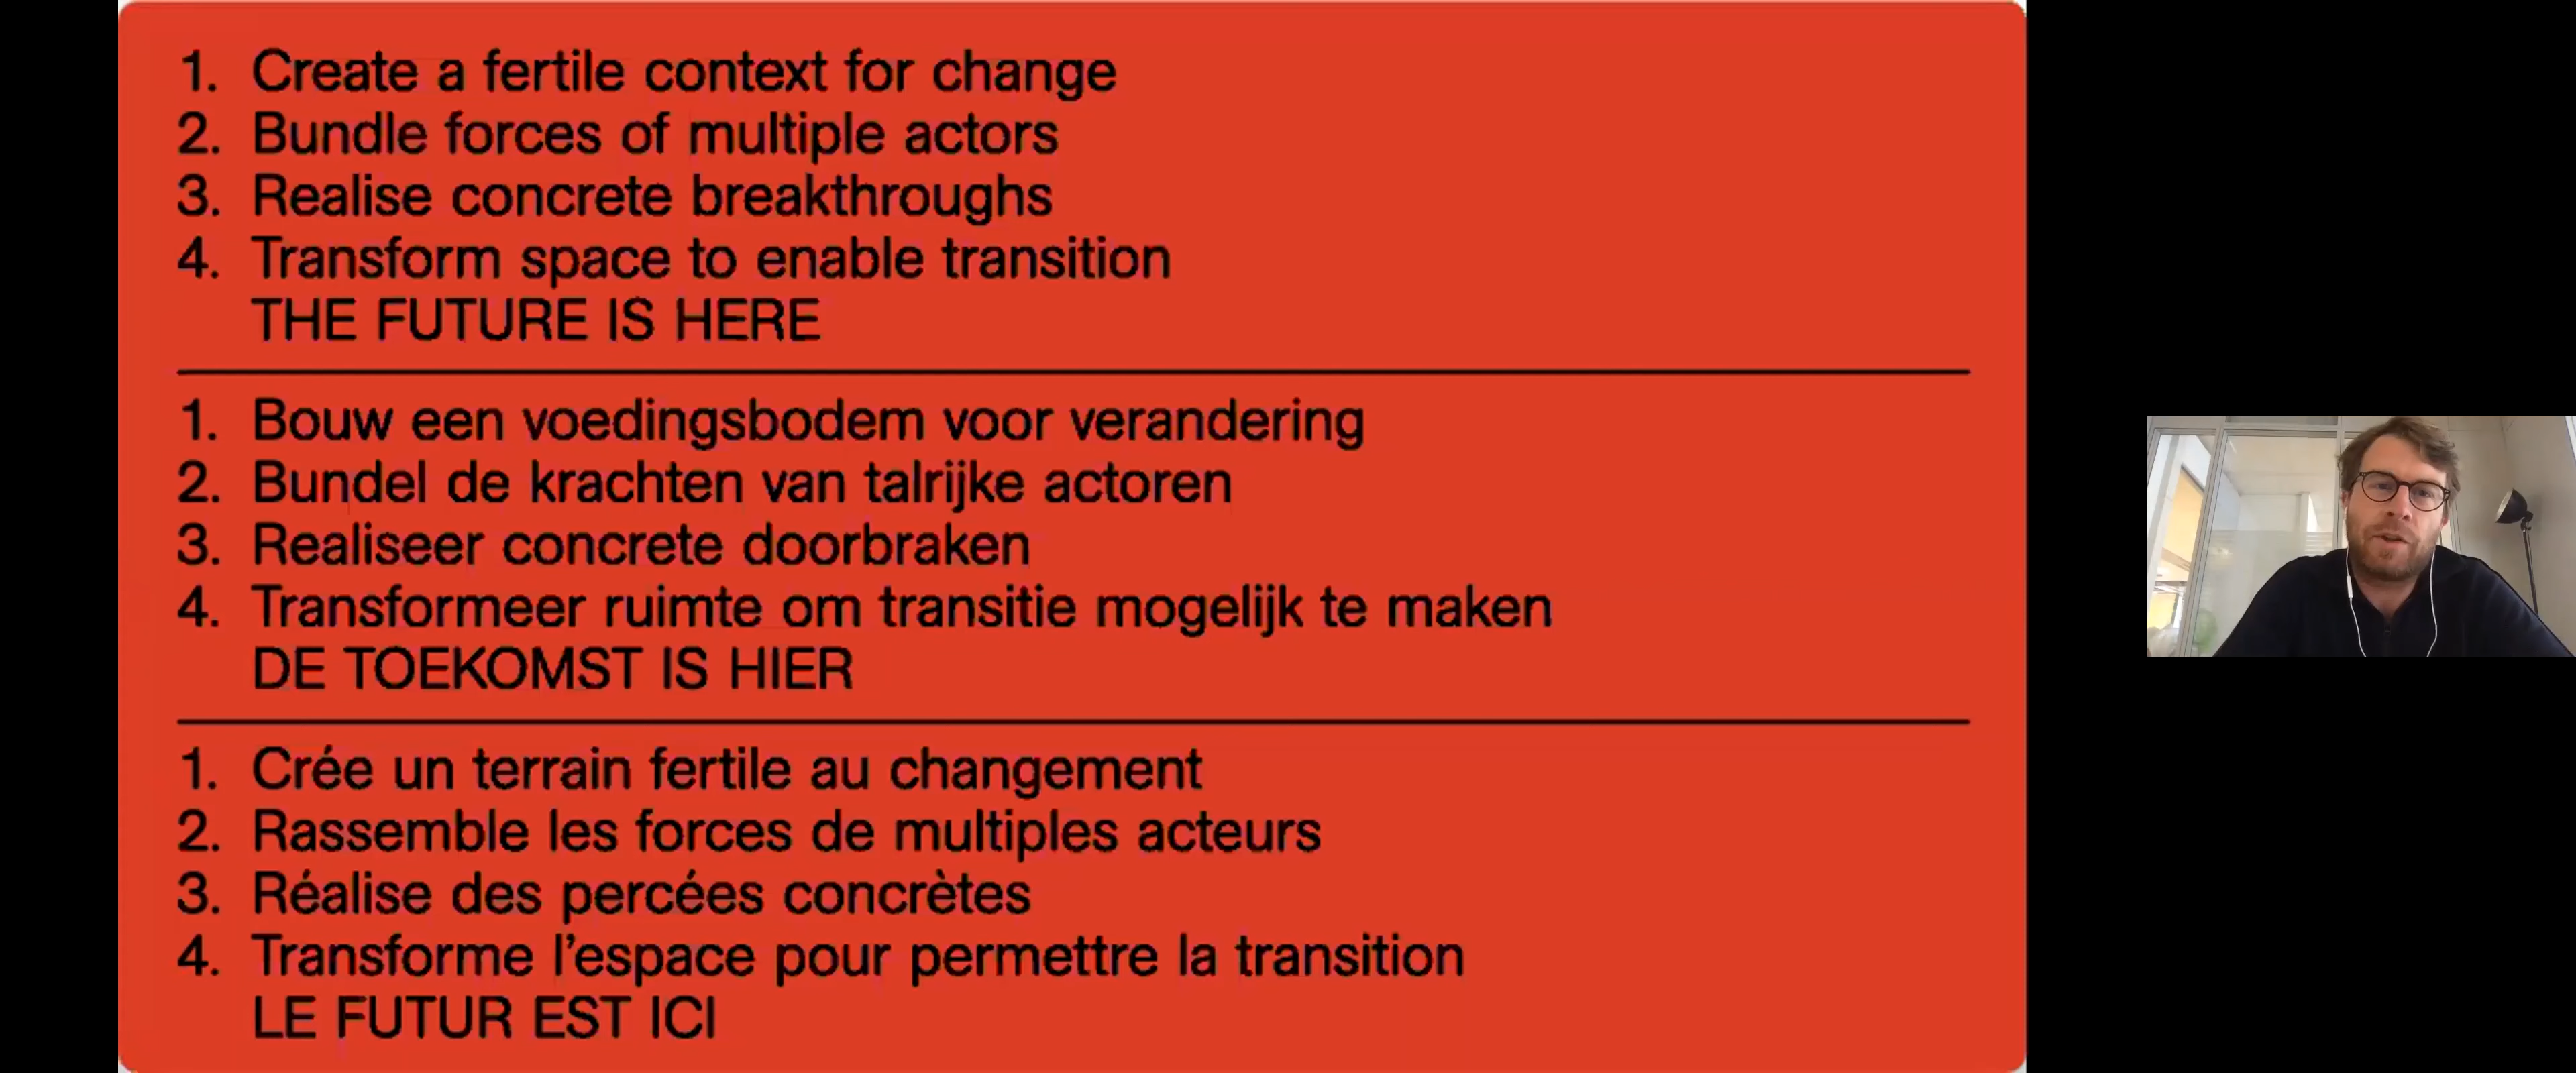 1. Create a fertile context for change
2. Bundle forces of multiple actors
3. Realise concrete breakthroughs
4. Transform space to enable transition
THE FUTURE IS HERE
1. Bouw een voedingsbodem voor verandering
2. Bundel de krachten van talrijke actoren
3. Realiseer concrete doorbraken
4. Transformeer ruimte om transitie mogelijk te maken
DE TOEKOMST IS HIER
1. Crée un terrain fertile au changement
2. Rassemble les forces de multiples acteurs
3. Réalise des percées concrètes
4. Transforme l'espace pour permettre la transition
LE FUTUR EST ICI